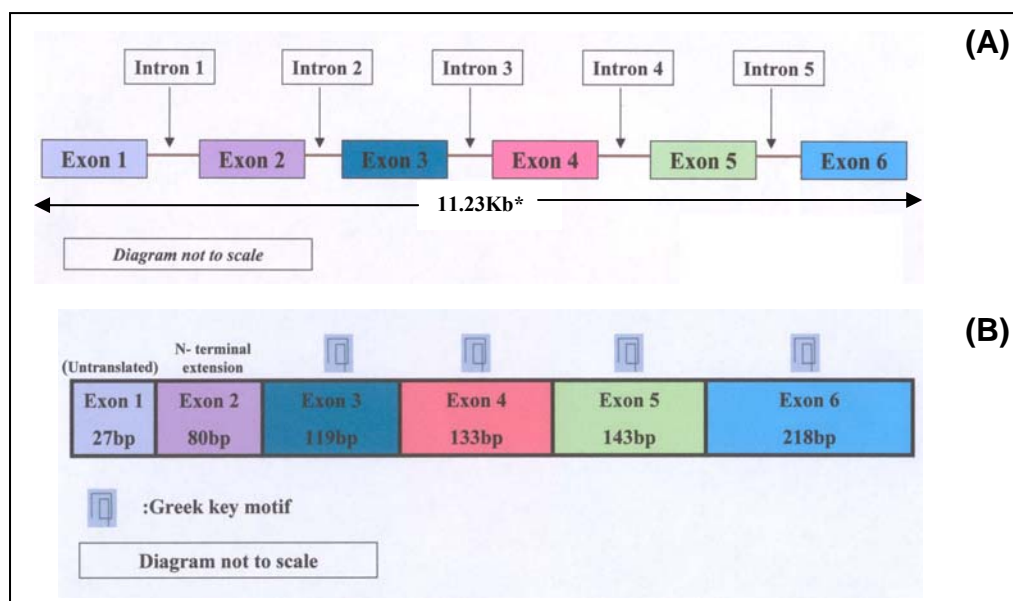 (A)
Intron 1 Intron 2 Intron 3 Intron 4 Intron 5
Exon 1 Exon 2 Exon 3 Exon 4 Exon 5 Exon 6
11.23Kb*
Diagram not to scale
(B)
N- terminal
(Untranslated) extension
Exon 1 Exon 2 Exon 3 Exon 4 Exon 5 Exon 6
27bp 80bp 119bp 133bp 143bp 218bp
:Greek key motif
Diagram not to scale